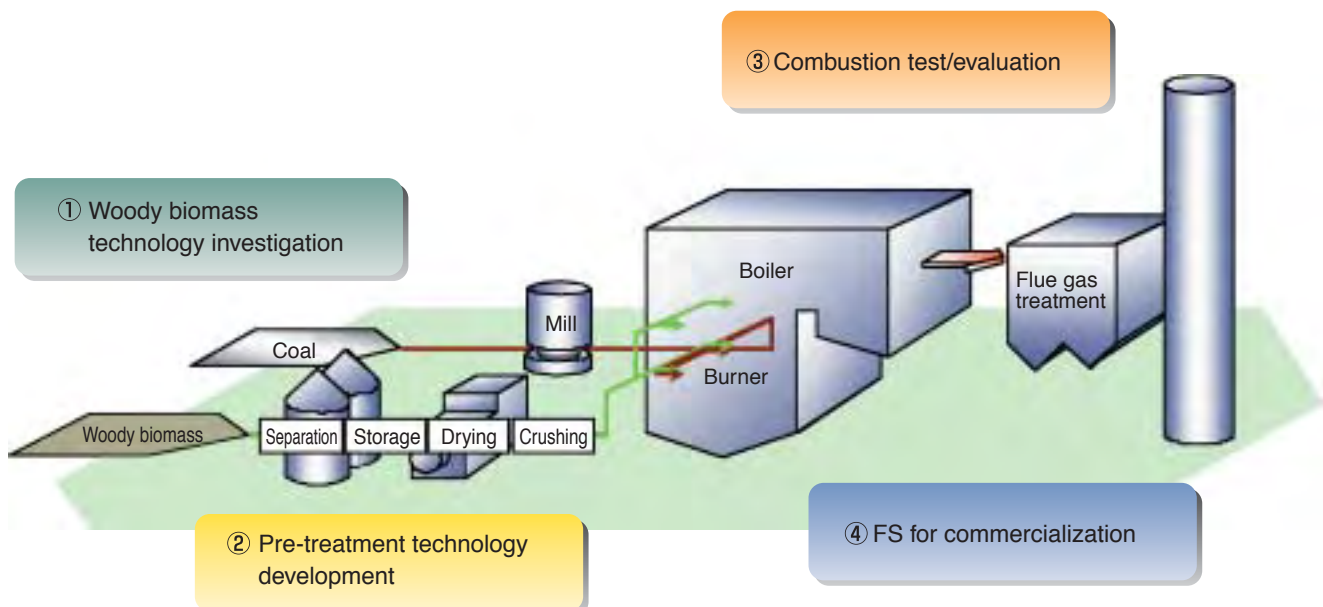 ③ Combustion test/evaluation
① Woody biomass
technology investigation
Boiler
Flue gas
treatment
Mill
Coal
Burner
Woody biomass
Separation
Storage
Drying
Crushing
② Pre-treatment technology
development
④ FS for commercialization